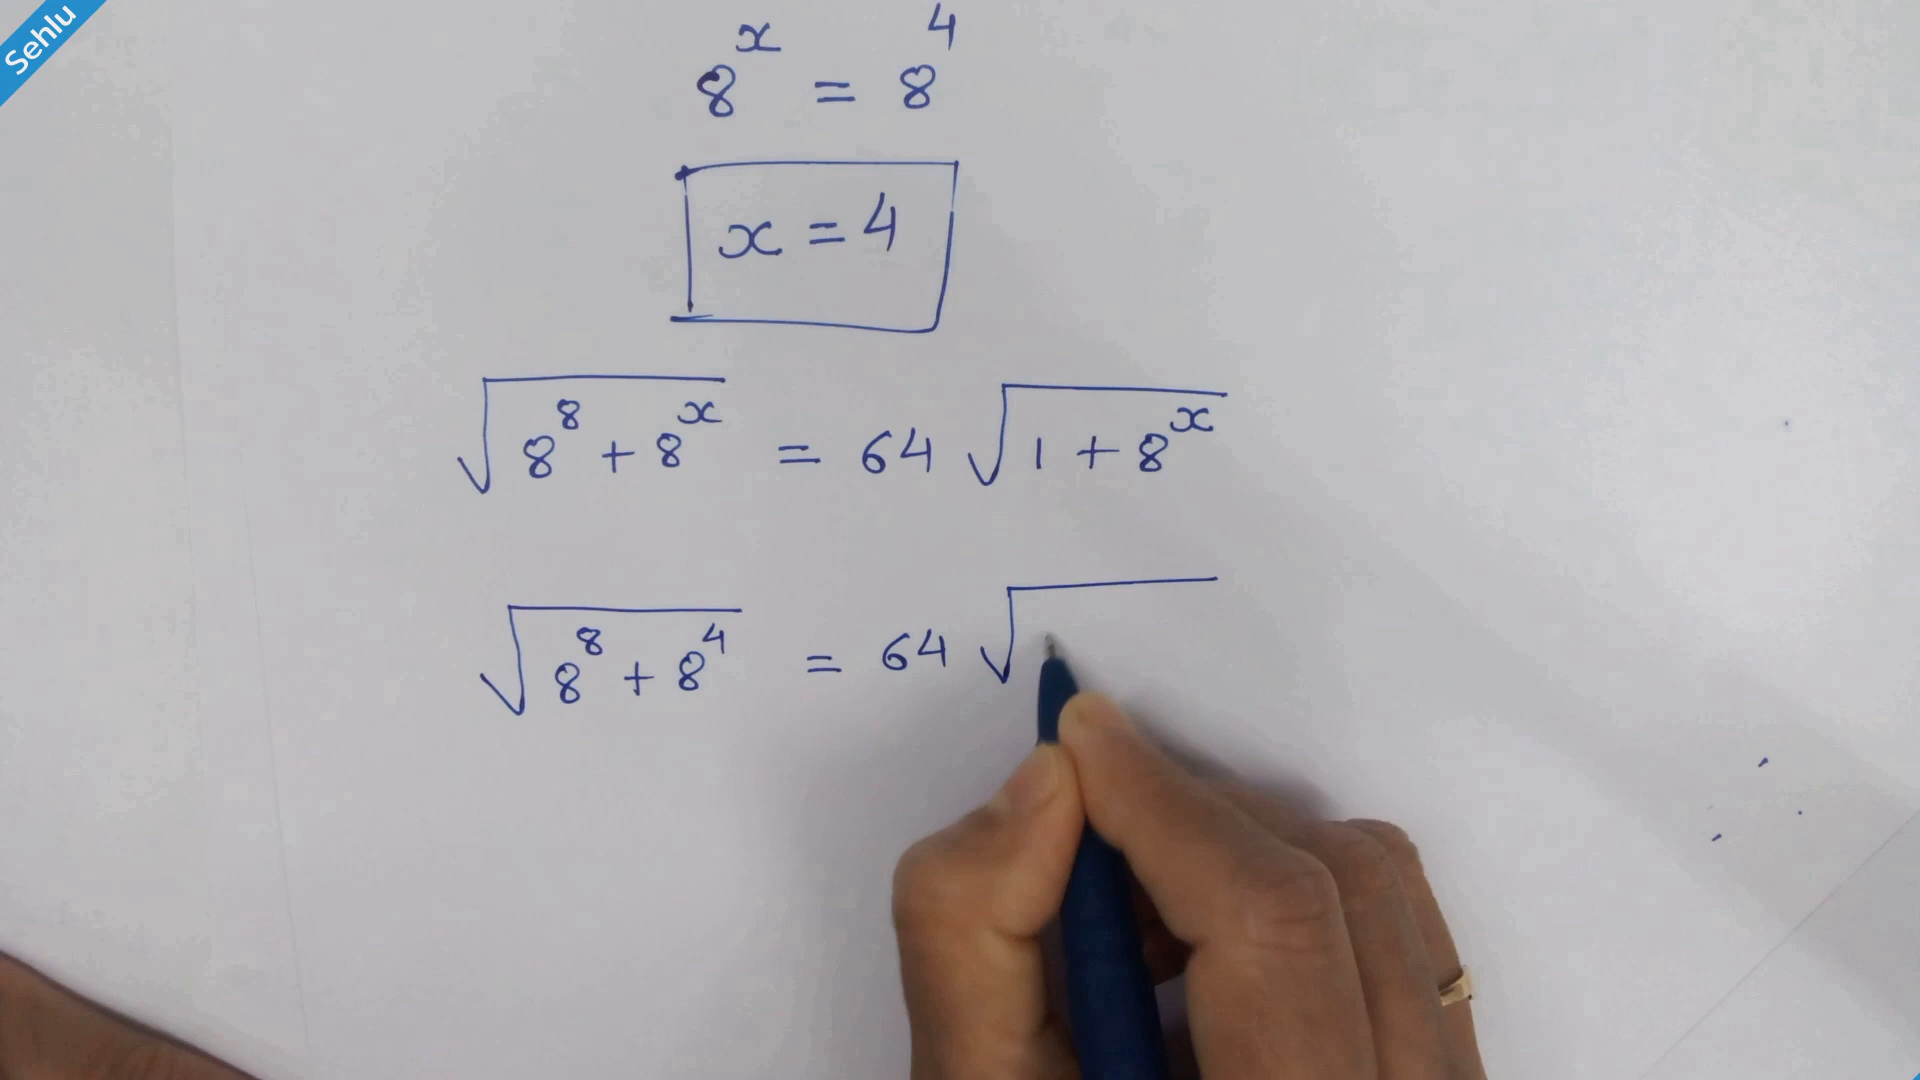 Sehlu
8^x = 8^4
x = 4
√(8^8 + 8^x) = 64 √(1 + 8^x)
√(8^8 + 8^4) = 64 √